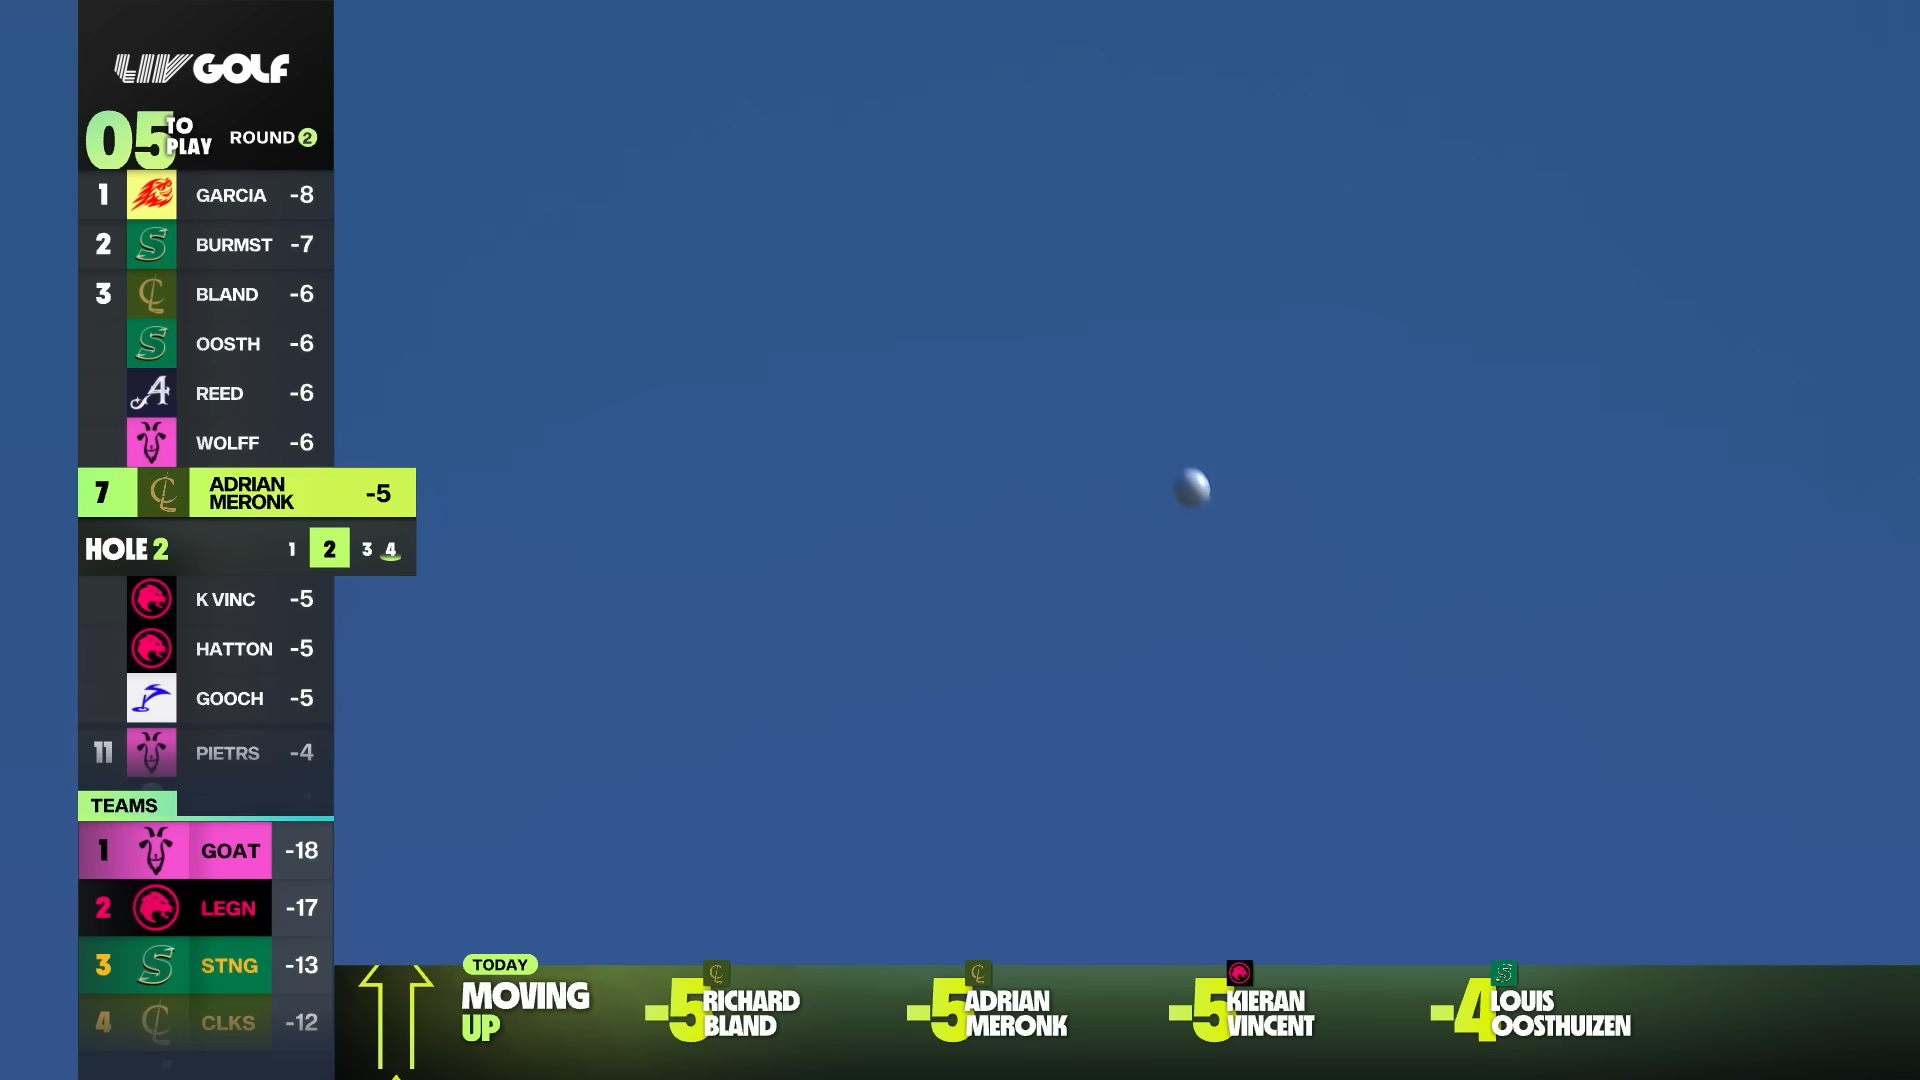 LIV GOLF
05 TO PLAY ROUND 2
1 GARCIA -8
2 BURMST -7
3 BLAND -6
OOSTH -6
REED -6
WOLFF -6
7 ADRIAN MERONK -5
HOLE 2 1 2 3 4
K VINC -5
HATTON -5
GOOCH -5
11 PIETRS -4
TEAMS
1 GOAT -18
2 LEGN -17
3 STNG -13
4 CLKS -12
TODAY
MOVING
UP
-5 RICHARD BLAND
-5 ADRIAN MERONK
-5 KIERAN VINCENT
-4 LOUIS OOSTHUIZEN